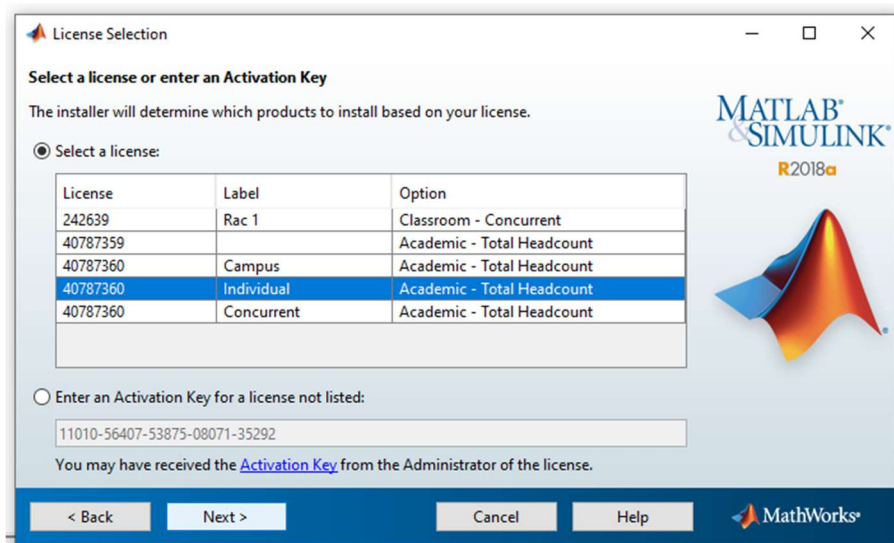 License Selection
Select a license or enter an Activation Key
The installer will determine which products to install based on your license.
MATLAB®
&SIMULINK®
R2018a
Select a license:
License Label Option
242639 Rac 1 Classroom - Concurrent
40787359 Academic - Total Headcount
40787360 Campus Academic - Total Headcount
40787360 Individual Academic - Total Headcount
40787360 Concurrent Academic - Total Headcount
Enter an Activation Key for a license not listed:
11010-56407-53875-08071-35292
You may have received the Activation Key from the Administrator of the license.
< Back Next > Cancel Help MathWorks®